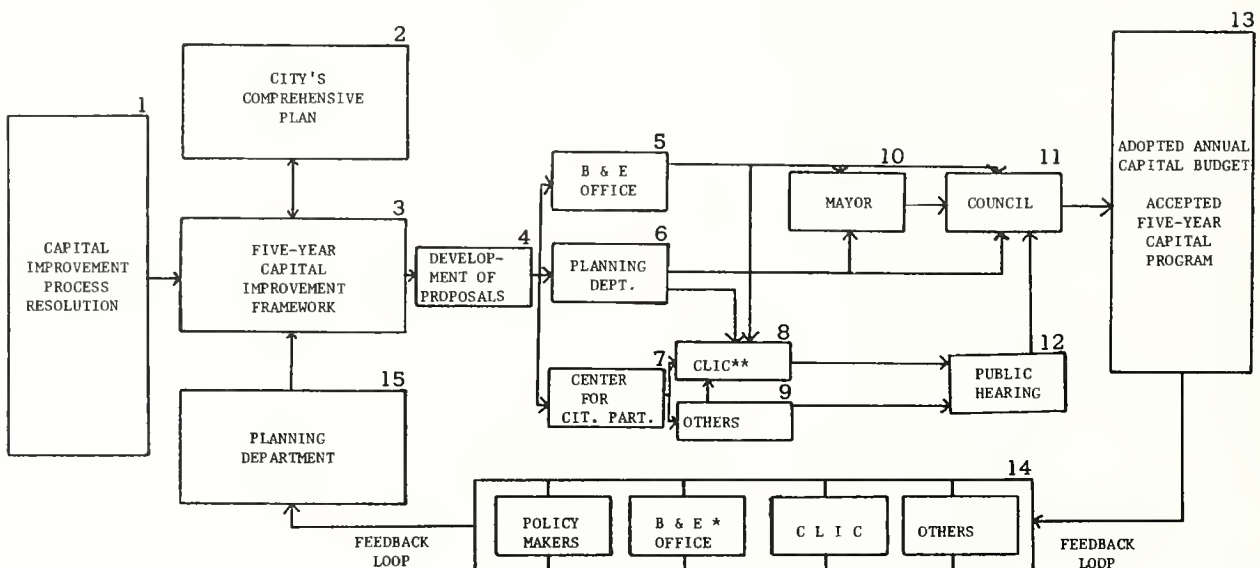 1
CAPITAL
IMPROVEMENT
PROCESS
RESOLUTION
2
CITY'S
COMPREHENSIVE
PLAN
3
FIVE-YEAR
CAPITAL
IMPROVEMENT
FRAMEWORK
4
DEVELOP-
MENT OF
PROPOSALS
5
B & E
OFFICE
6
PLANNING
DEPT.
7
CENTER
FOR
CIT. PART.
8
CLIC**
9
OTHERS
10
MAYOR
11
COUNCIL
12
PUBLIC
HEARING
13
ADOPTED ANNUAL
CAPITAL BUDGET
ACCEPTED
FIVE-YEAR
CAPITAL
PROGRAM
14
POLICY
MAKERS
B & E *
OFFICE
C L I C
OTHERS
FEEDBACK
LOOP
FEEDBACK
LOOP
15
PLANNING
DEPARTMENT